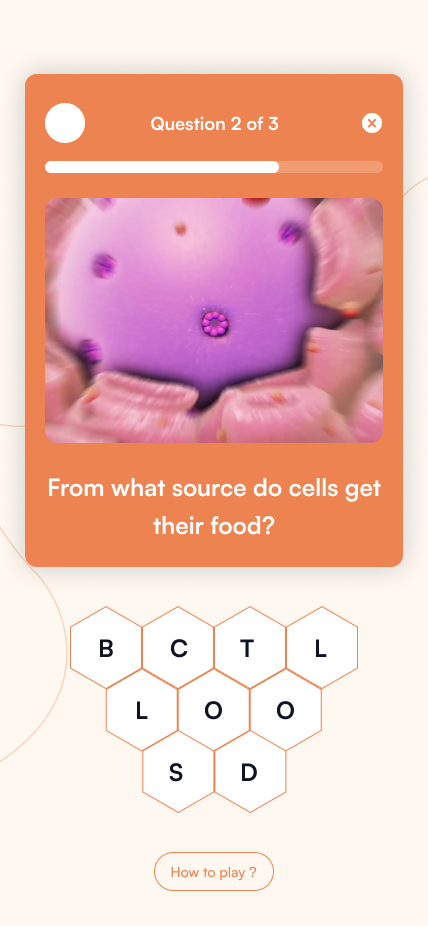 Question 2 of 3
From what source do cells get
their food?
B C T L
L O O
S D
How to play ?